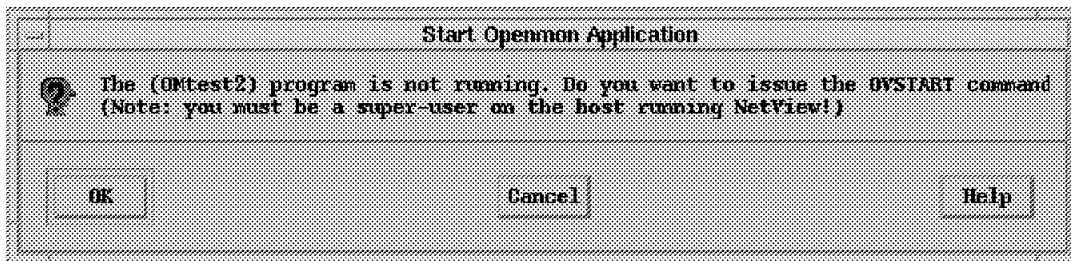 Start Openmon Application
The (OMtest2) program is not running. Do you want to issue the OVSTART command
(Note: you must be a super-user on the host running NetView!)
OK Cancel Help